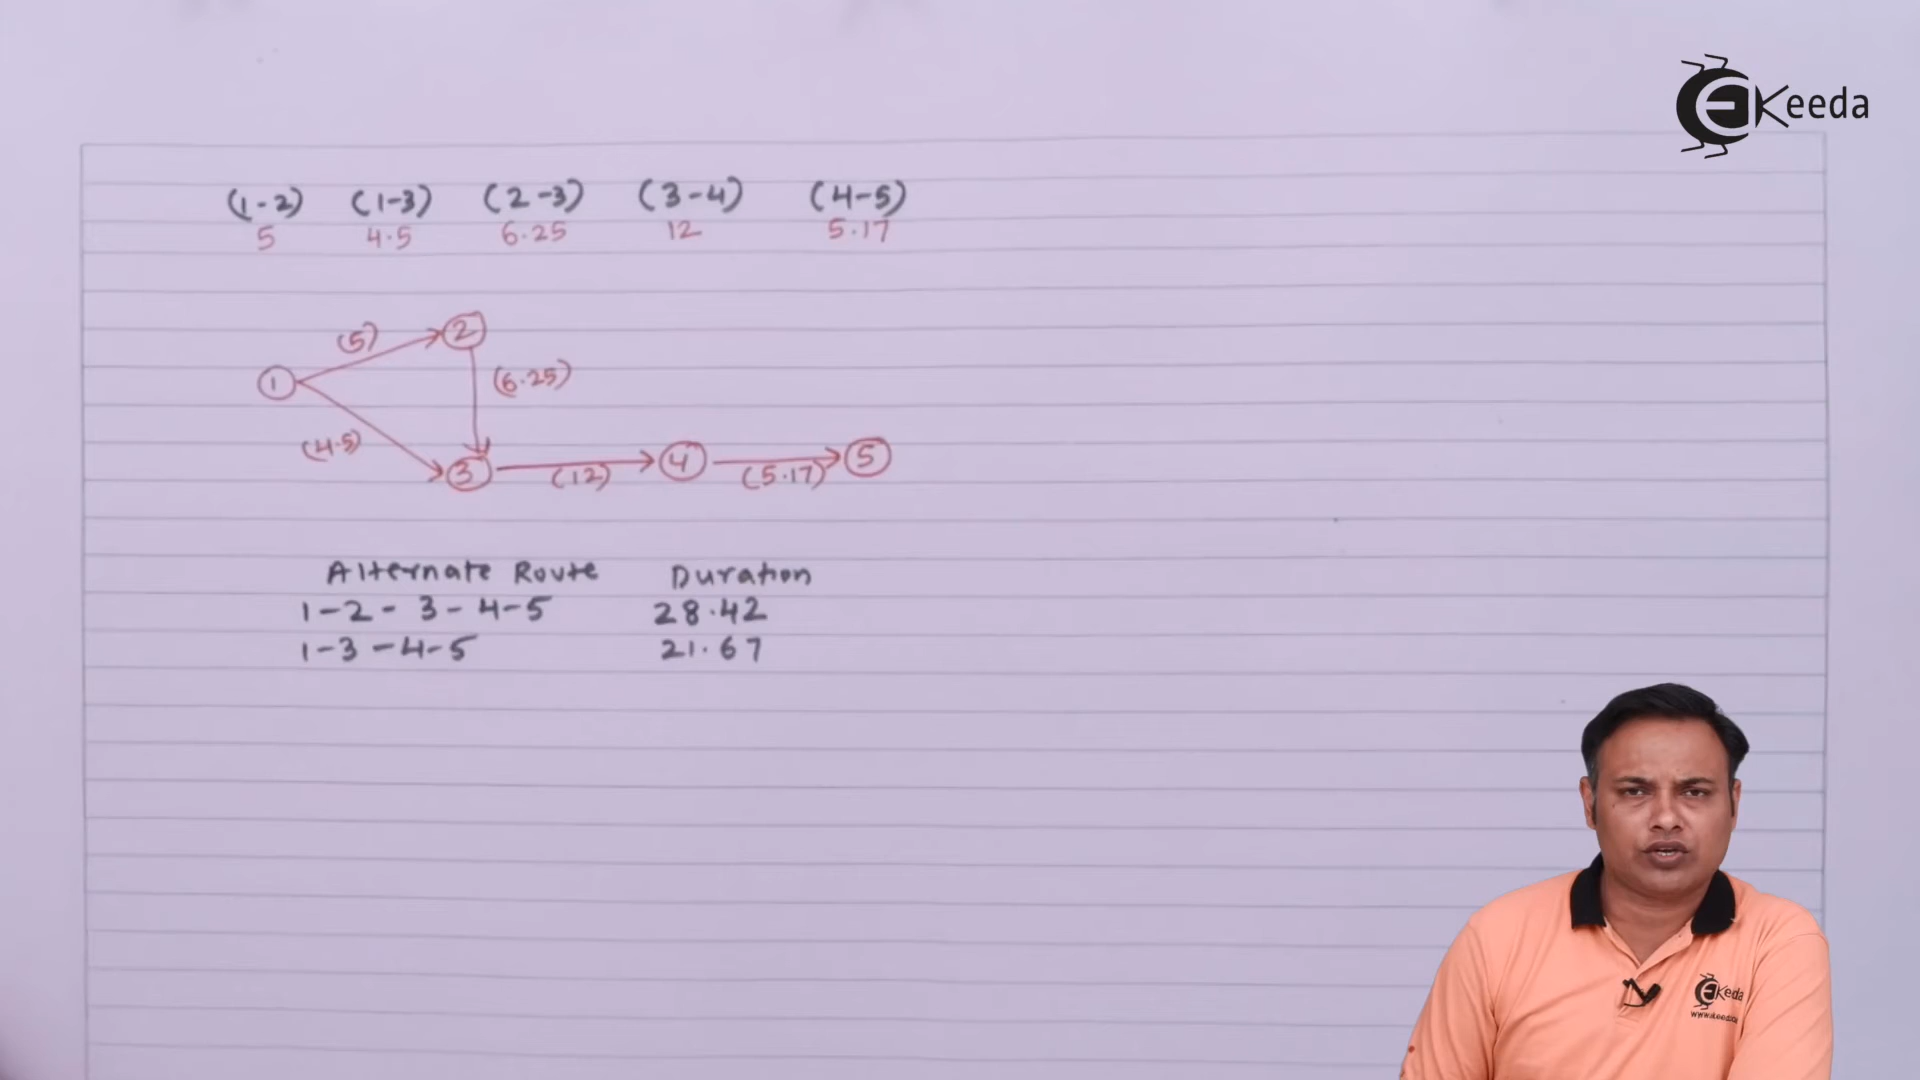 EKeeda
(1-2) (1-3) (2-3) (3-4) (4-5)
5 4.5 6.25 12 5.17
(5) 2
1 (6.25)
(4.5)
3 (12) 4 (5.17) 5
Alternate Route Duration
1-2-3-4-5 28.42
1-3-4-5 21.67
EKeeda